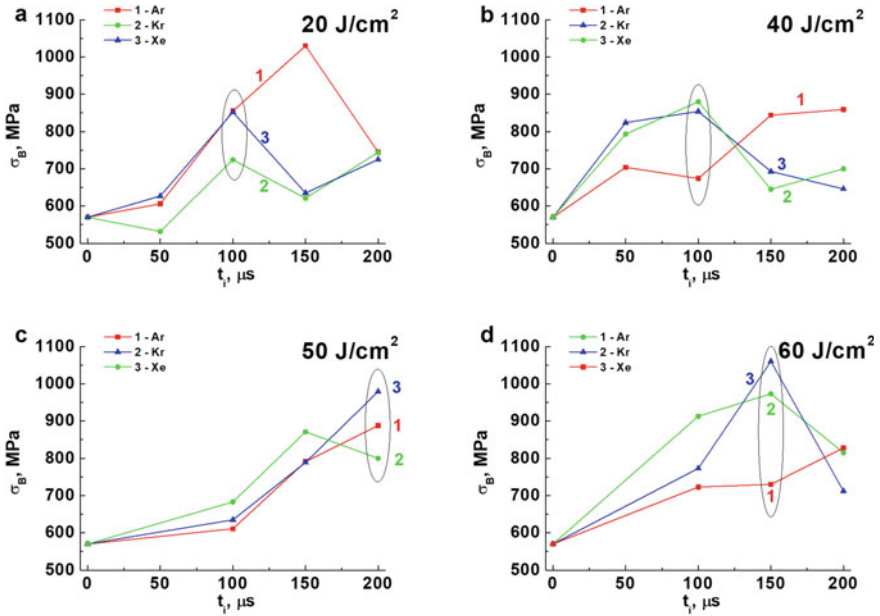 a
20 J/cm²
1 - Ar
2 - Kr
3 - Xe
1100
1000
900
800
700
600
500
σB, MPa
1
3
2
0 50 100 150 200
ti, μs
b
40 J/cm²
1 - Ar
2 - Kr
3 - Xe
1100
1000
900
800
700
600
500
σB, MPa
1
3
2
0 50 100 150 200
ti, μs
c
50 J/cm²
1 - Ar
2 - Kr
3 - Xe
1100
1000
900
800
700
600
500
σB, MPa
3
1
2
0 50 100 150 200
ti, μs
d
60 J/cm²
1 - Ar
2 - Kr
3 - Xe
1100
1000
900
800
700
600
500
σB, MPa
3
2
1
0 50 100 150 200
ti, μs